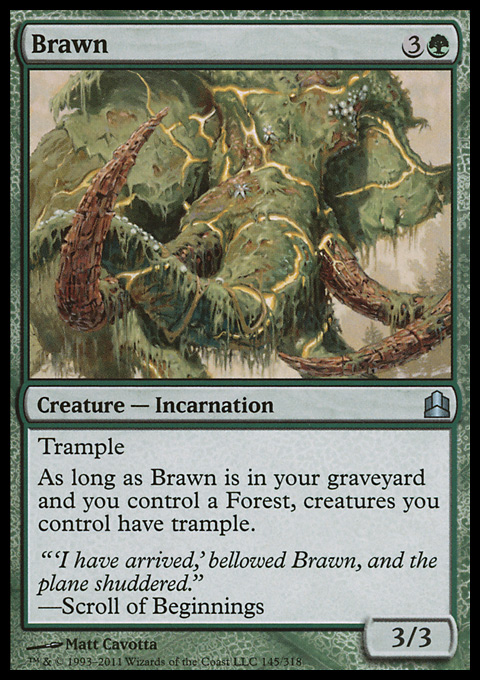 Brawn 3
Creature — Incarnation
Trample
As long as Brawn is in your graveyard
and you control a Forest, creatures you
control have trample.
“‘I have arrived,’ bellowed Brawn, and the
plane shuddered.”
—Scroll of Beginnings
Matt Cavotta
3/3
™ & © 1993–2011 Wizards of the Coast LLC 145/318